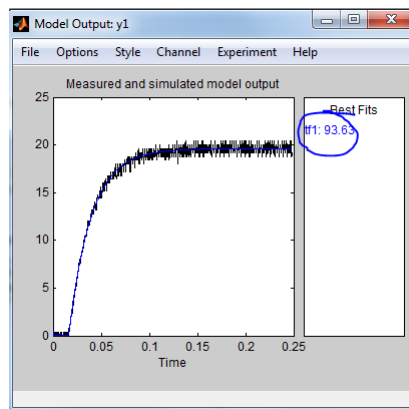 Model Output: y1
File Options Style Channel Experiment Help
Measured and simulated model output
25
20
15
10
5
0
0 0.05 0.1 0.15 0.2 0.25
Time
Best Fits
tf1: 93.63